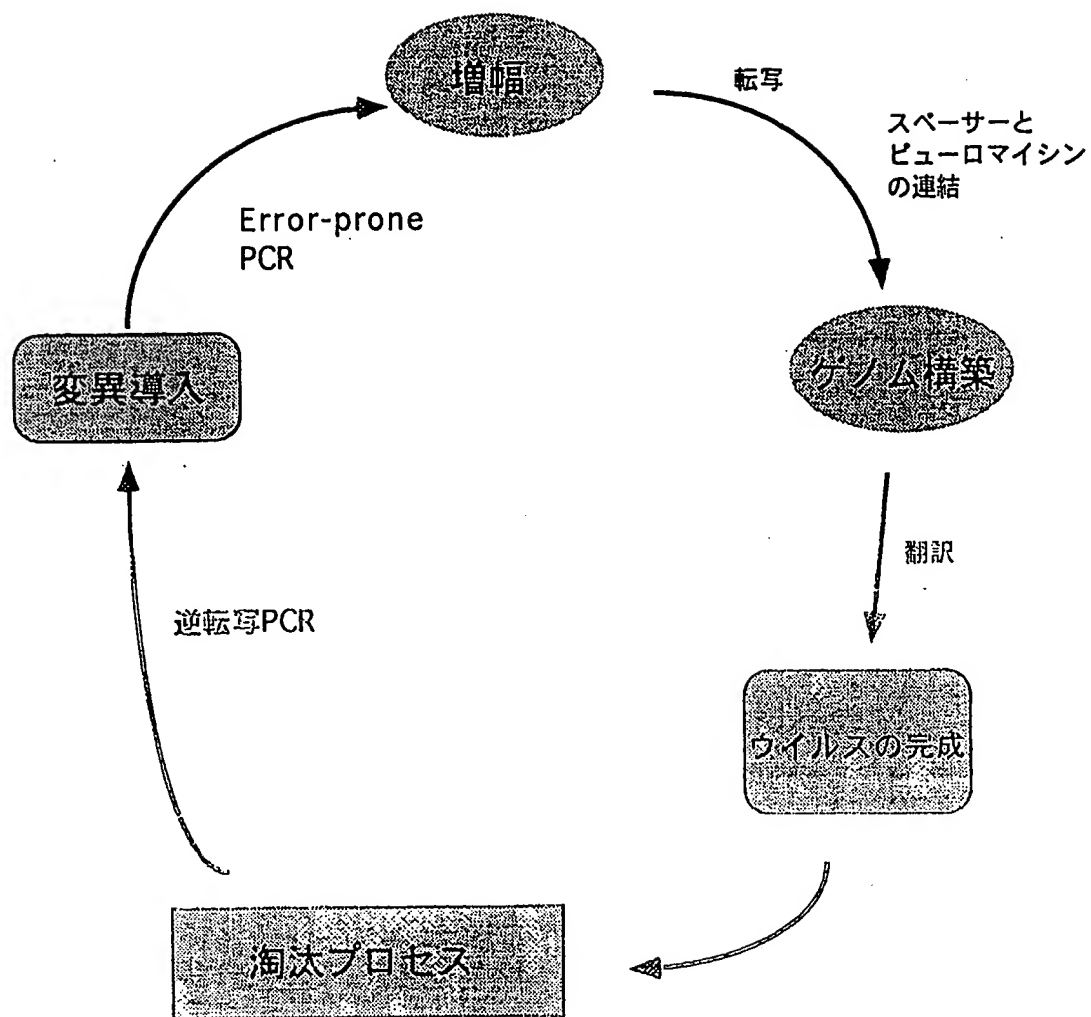 増幅
転写
スペーサーと
ピューロマイシン
の連結
Error-prone
PCR
変異導入
ゲノム構築
翻訳
逆転写PCR
ウイルスの完成
淘汰プロセス